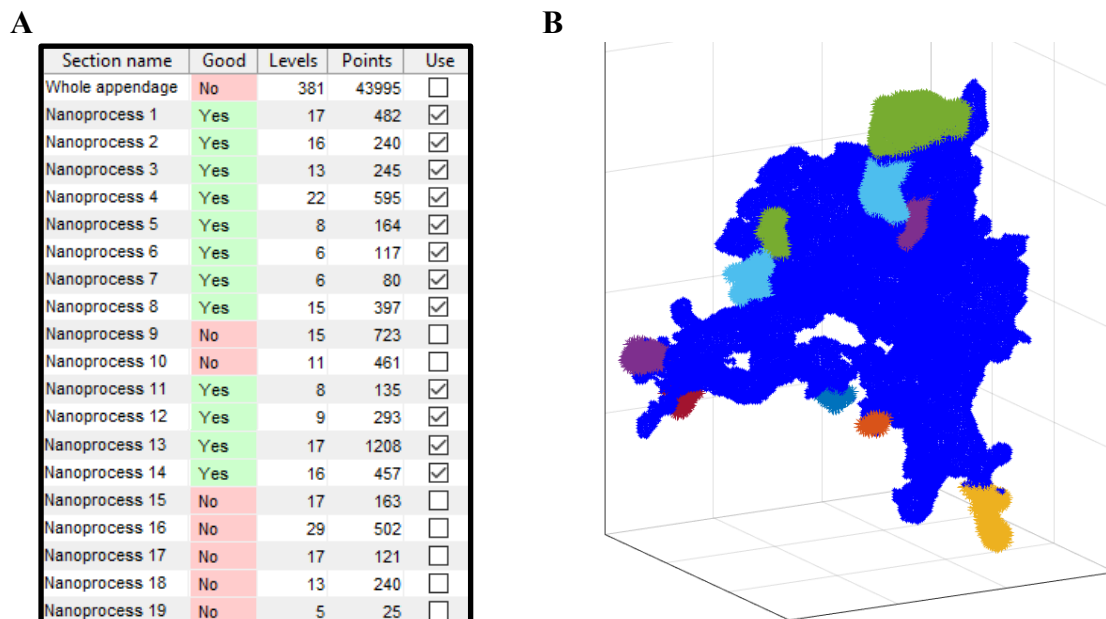 A B
Section name Good Levels Points Use
Whole appendage No 381 43995
Nanoprocess 1 Yes 17 482
Nanoprocess 2 Yes 16 240
Nanoprocess 3 Yes 13 245
Nanoprocess 4 Yes 22 595
Nanoprocess 5 Yes 8 164
Nanoprocess 6 Yes 6 117
Nanoprocess 7 Yes 6 80
Nanoprocess 8 Yes 15 397
Nanoprocess 9 No 15 723
Nanoprocess 10 No 11 461
Nanoprocess 11 Yes 8 135
Nanoprocess 12 Yes 9 293
Nanoprocess 13 Yes 17 1208
Nanoprocess 14 Yes 16 457
Nanoprocess 15 No 17 163
Nanoprocess 16 No 29 502
Nanoprocess 17 No 17 121
Nanoprocess 18 No 13 240
Nanoprocess 19 No 5 25